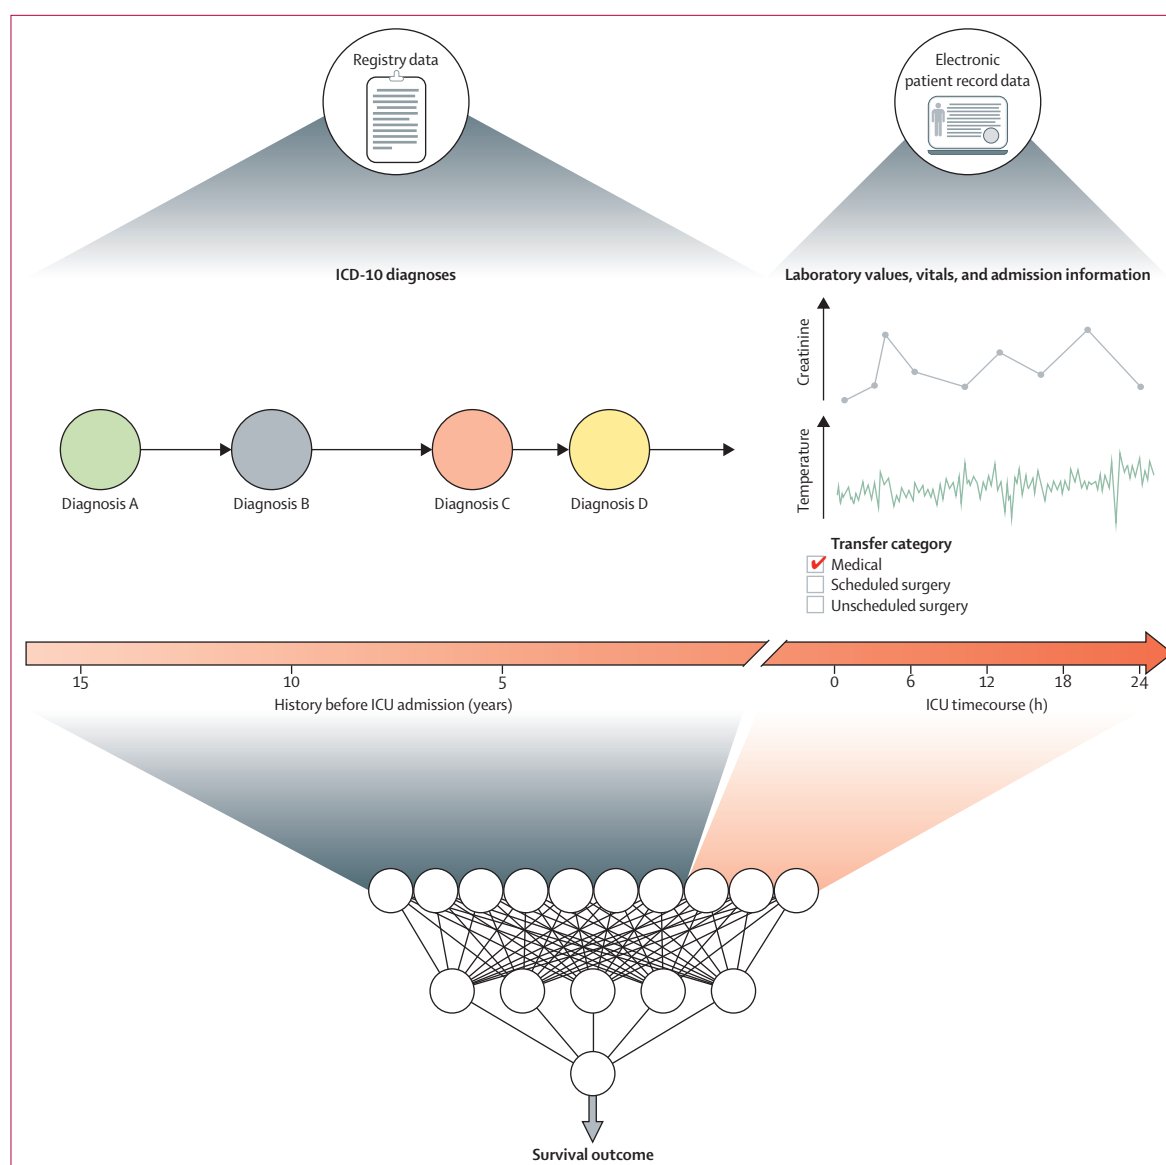 Registry data
Electronic
patient record data
ICD-10 diagnoses
Laboratory values, vitals, and admission information
Creatinine
Diagnosis A
Diagnosis B
Diagnosis C
Diagnosis D
Temperature
Transfer category
Medical
Scheduled surgery
Unscheduled surgery
15
10
5
0
6
12
18
24
History before ICU admission (years)
ICU timecourse (h)
Survival outcome